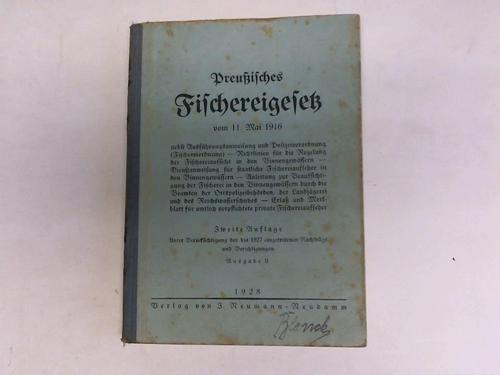 Preußisches
Fischereigesetz
vom 11. Mai 1916
nebst Ausführungsanweisung und Polizeiverordnung
(Fischereiordnung) — Richtlinien für die Regelung
der Fischereiaufsicht in den Binnengewässern —
Dienstanweisung für staatliche Fischereiaufseher in
den Binnengewässern — Anleitung zur Beaufsichti-
gung der Fischerei in den Binnengewässern durch die
Beamten der Ortspolizeibehörden, der Landjägerei
und des Reichswasserschutzes — Erlaß und Merk-
blatt für amtlich verpflichtete private Fischereiaufseher
Zweite Auflage
Unter Berücksichtigung der bis 1927 eingetretenen Nachträge
und Berichtigungen
Ausgabe B
1928
Verlag von J. Neumann-Neudamm